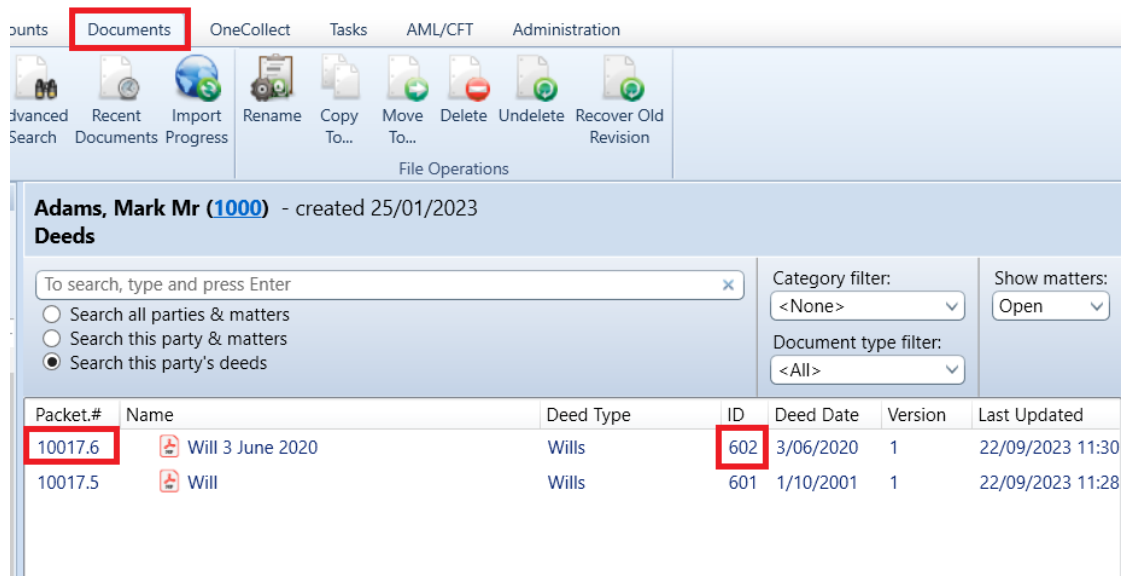 ounts Documents OneCollect Tasks AML/CFT Administration
dvanced Recent Import Rename Copy Move Delete Undelete Recover Old
Search Documents Progress To... To... Revision
File Operations
Adams, Mark Mr (1000) - created 25/01/2023
Deeds
To search, type and press Enter
Search all parties & matters
Search this party & matters
Search this party's deeds
Category filter:
<None>
Document type filter:
<All>
Show matters:
Open
Packet.# Name Deed Type ID Deed Date Version Last Updated
10017.6 Will 3 June 2020 Wills 602 3/06/2020 1 22/09/2023 11:30
10017.5 Will Wills 601 1/10/2001 1 22/09/2023 11:28